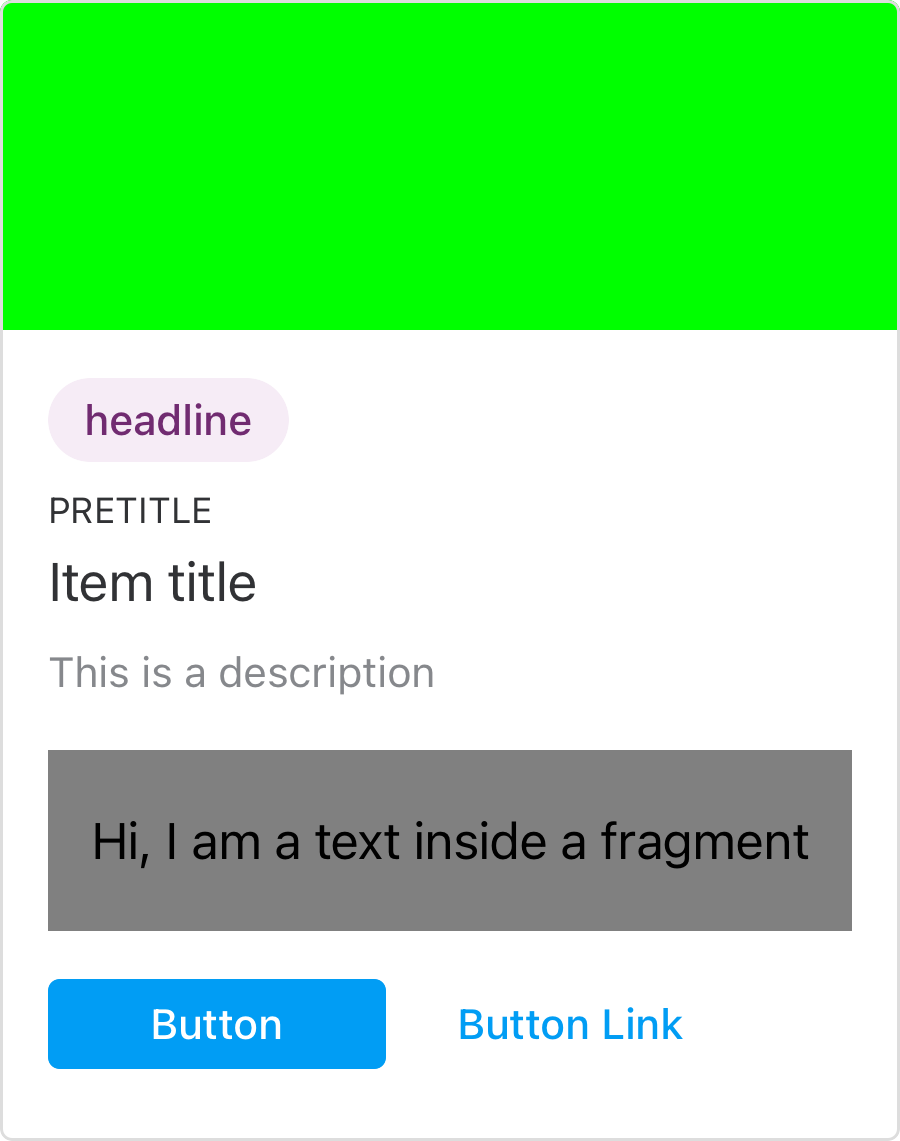 headline
PRETITLE
Item title
This is a description
Hi, I am a text inside a fragment
Button
Button Link